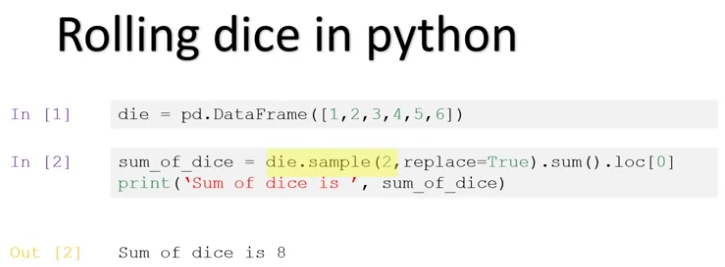 Rolling dice in python
In [1] die = pd.DataFrame([1,2,3,4,5,6])
In [2] sum_of_dice = die.sample(2,replace=True).sum().loc[0]
print(‘Sum of dice is ’, sum_of_dice)
Out [2] Sum of dice is 8